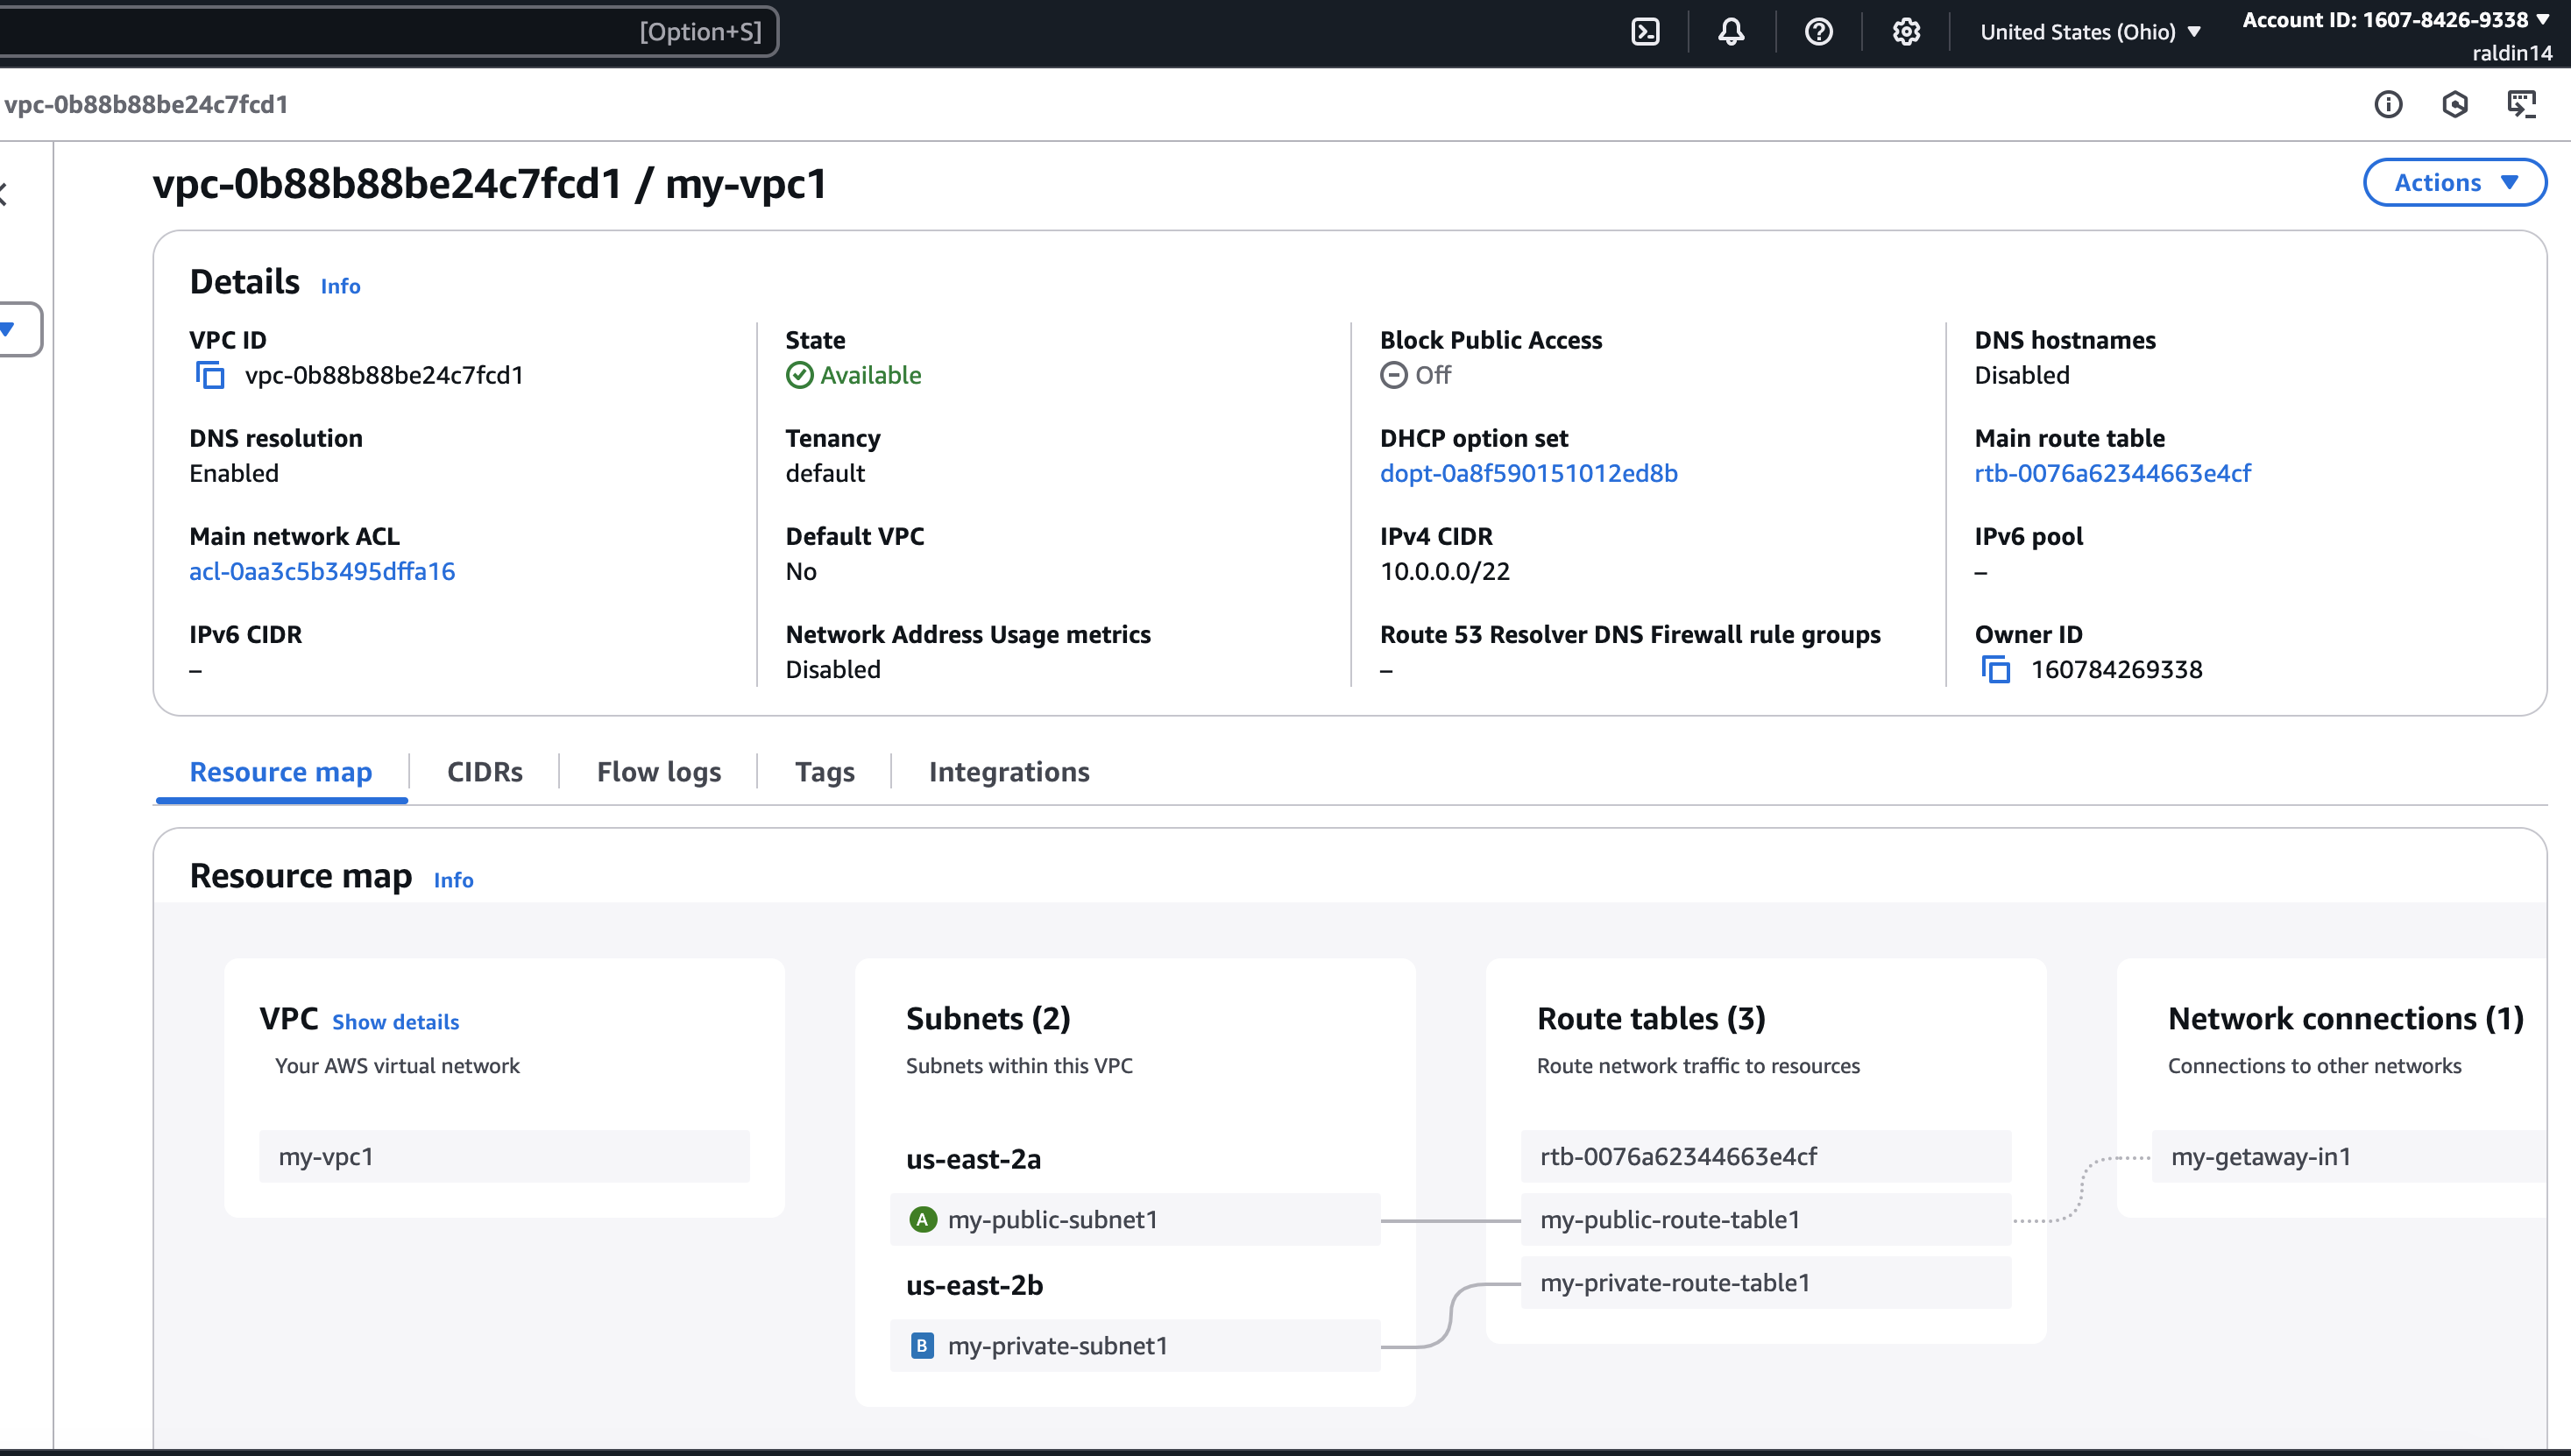 [Option+S]
United States (Ohio)
Account ID: 1607-8426-9338
raldin14
vpc-0b88b88be24c7fcd1
vpc-0b88b88be24c7fcd1 / my-vpc1
Actions
Details Info
VPC ID
vpc-0b88b88be24c7fcd1
State
Available
Block Public Access
Off
DNS hostnames
Disabled
DNS resolution
Enabled
Tenancy
default
DHCP option set
dopt-0a8f590151012ed8b
Main route table
rtb-0076a62344663e4cf
Main network ACL
acl-0aa3c5b3495dffa16
Default VPC
No
IPv4 CIDR
10.0.0.0/22
IPv6 pool
–
IPv6 CIDR
–
Network Address Usage metrics
Disabled
Route 53 Resolver DNS Firewall rule groups
–
Owner ID
160784269338
Resource map
CIDRs
Flow logs
Tags
Integrations
Resource map Info
VPC Show details
Your AWS virtual network
my-vpc1
Subnets (2)
Subnets within this VPC
us-east-2a
A my-public-subnet1
us-east-2b
B my-private-subnet1
Route tables (3)
Route network traffic to resources
rtb-0076a62344663e4cf
my-public-route-table1
my-private-route-table1
Network connections (1)
Connections to other networks
my-getaway-in1